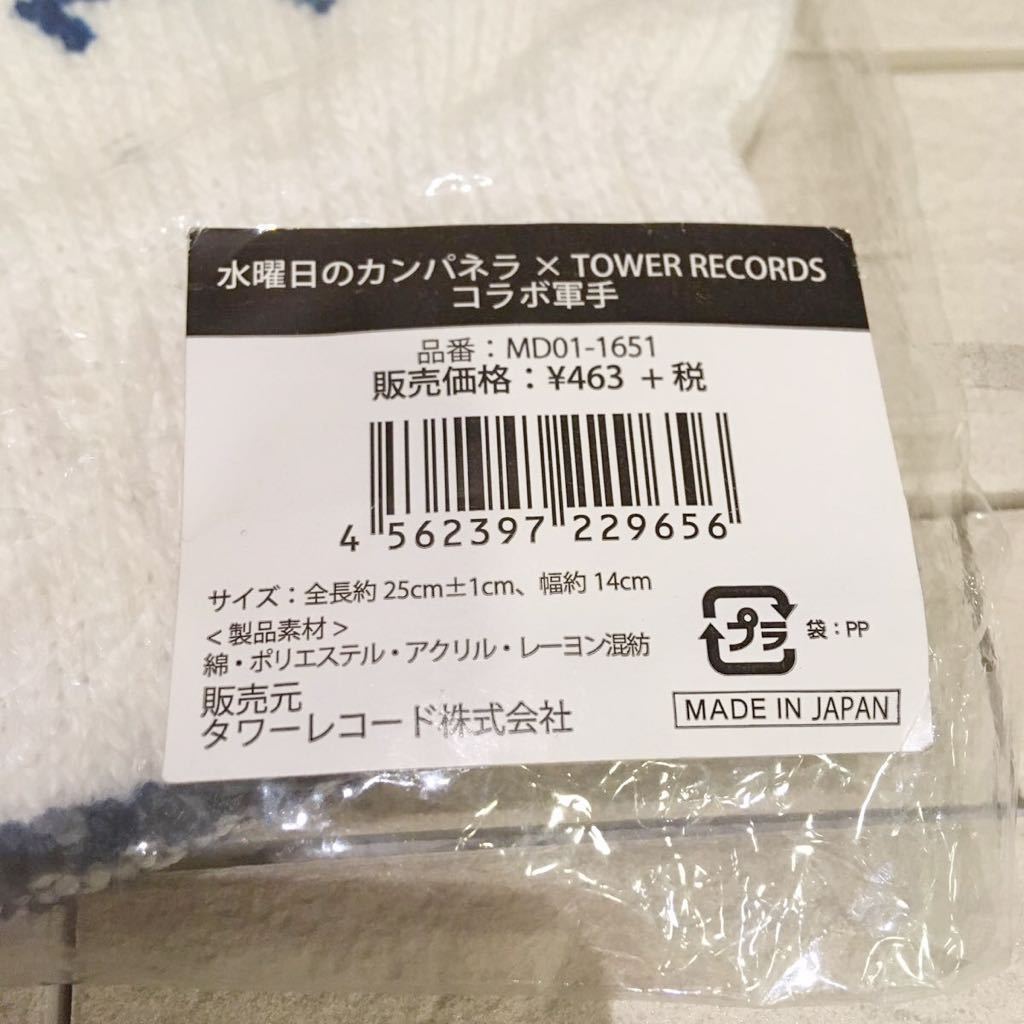 水曜日のカンパネラ × TOWER RECORDS
コラボ軍手
品番：MD01-1651
販売価格：¥463 +税
4 562397 229656
サイズ：全長約 25cm±1cm、幅約 14cm
＜製品素材＞
綿・ポリエステル・アクリル・レーヨン混紡
販売元
タワーレコード株式会社
プラ
袋：PP
MADE IN JAPAN